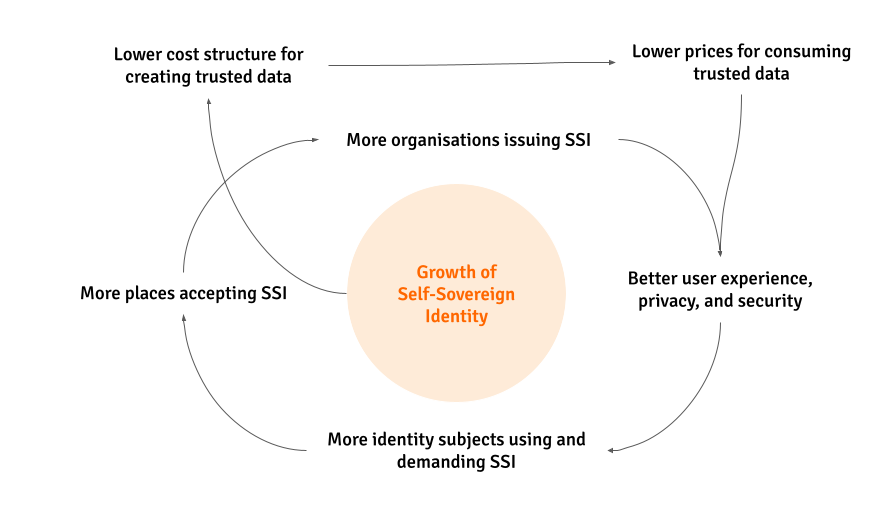 Lower cost structure for
creating trusted data
Lower prices for consuming
trusted data
More organisations issuing SSI
Growth of
Self-Sovereign
Identity
More places accepting SSI
Better user experience,
privacy, and security
More identity subjects using and
demanding SSI